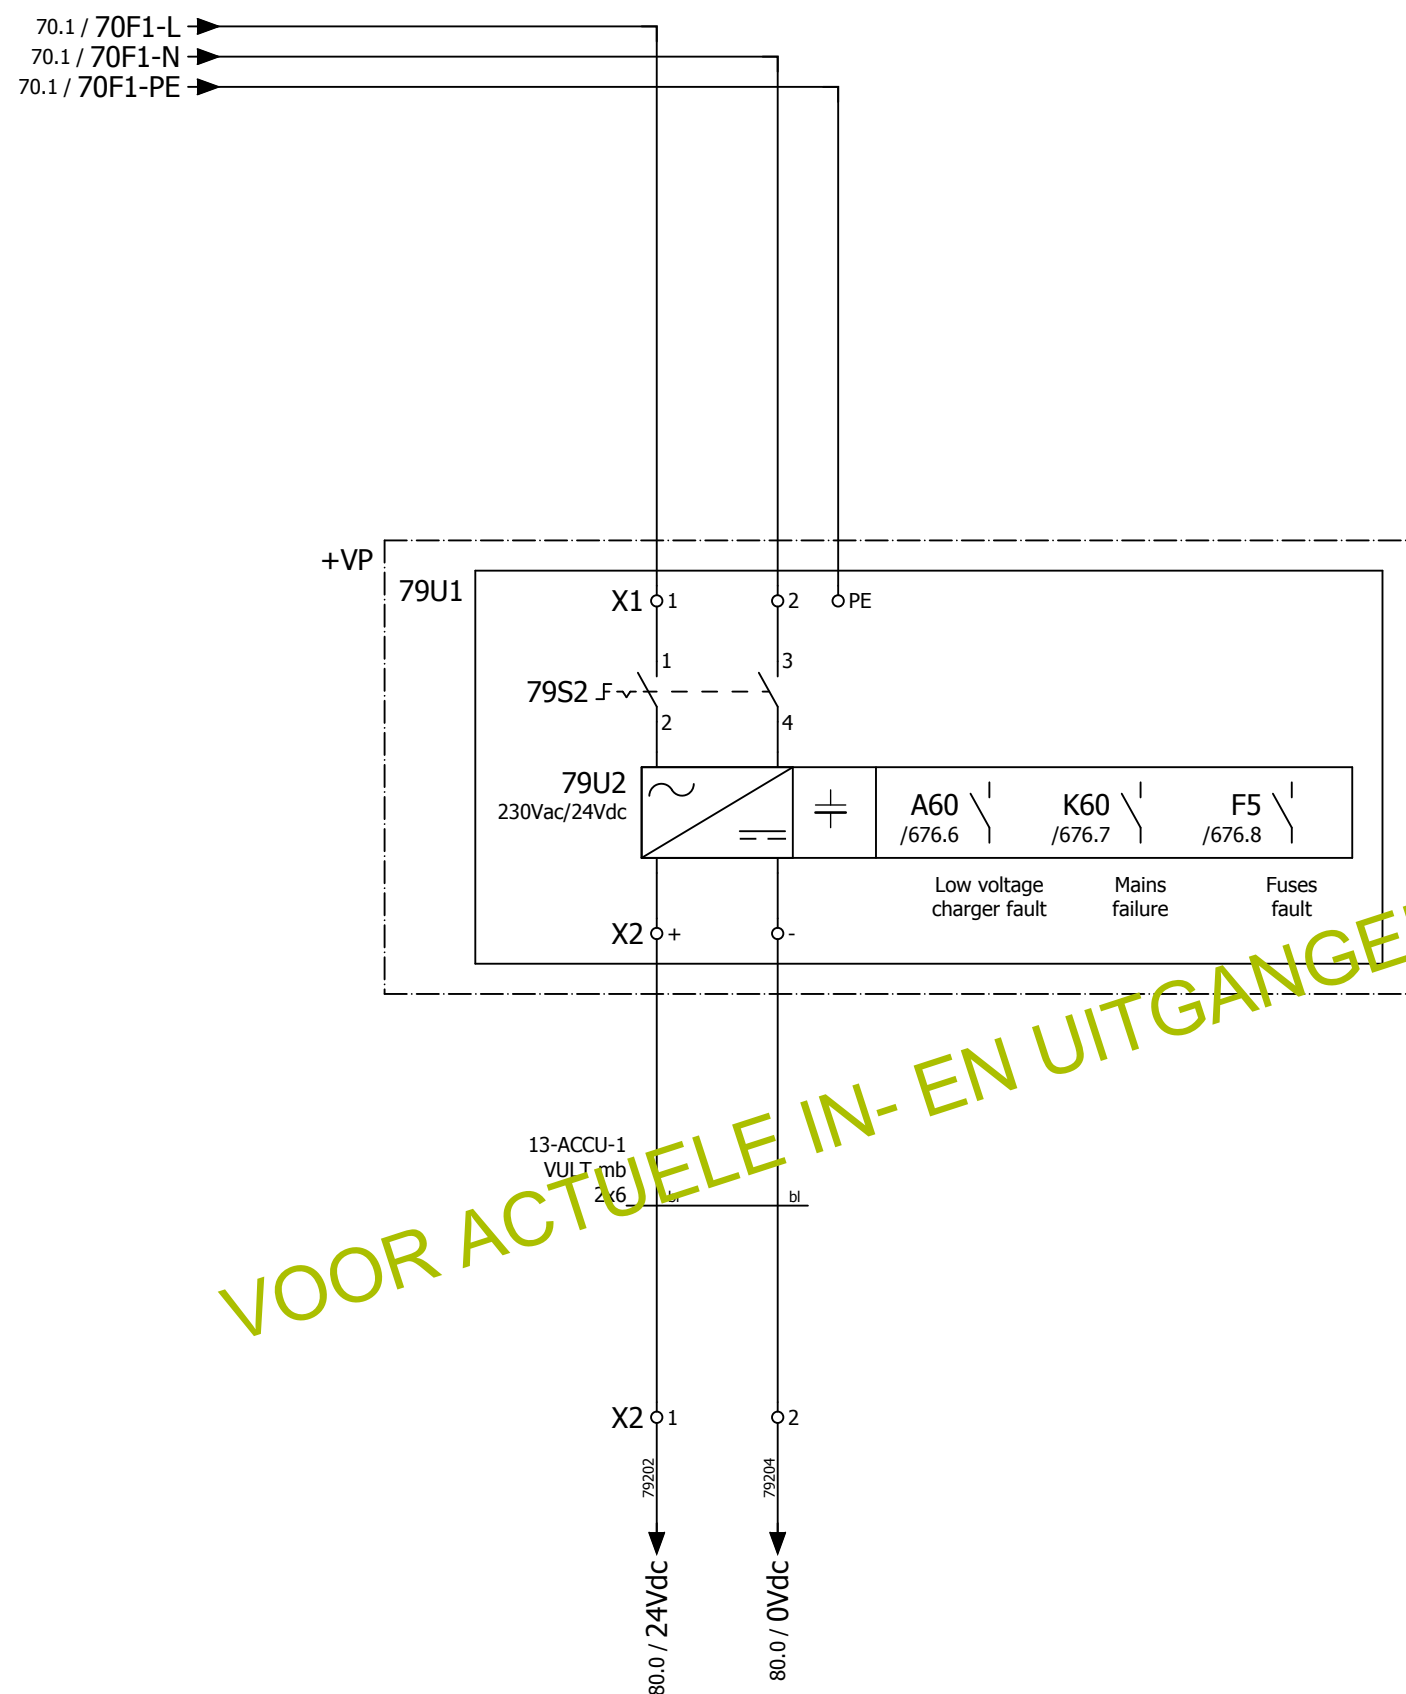 70.1 / 70F1-L
70.1 / 70F1-N
70.1 / 70F1-PE
+VP
79U1
X1 1 2 PE
1 3
79S2
2 4
79U2
230Vac/24Vdc
A60 K60 F5
/676.6 /676.7 /676.8
Low voltage
charger fault
Mains
failure
Fuses
fault
X2 + -
13-ACCU-1
VULT mb
2x6
bl
VOOR ACTUELE IN- EN UITGANGE
X2 1 2
79202 79204
80.0 / 24Vdc
80.0 / 0Vdc